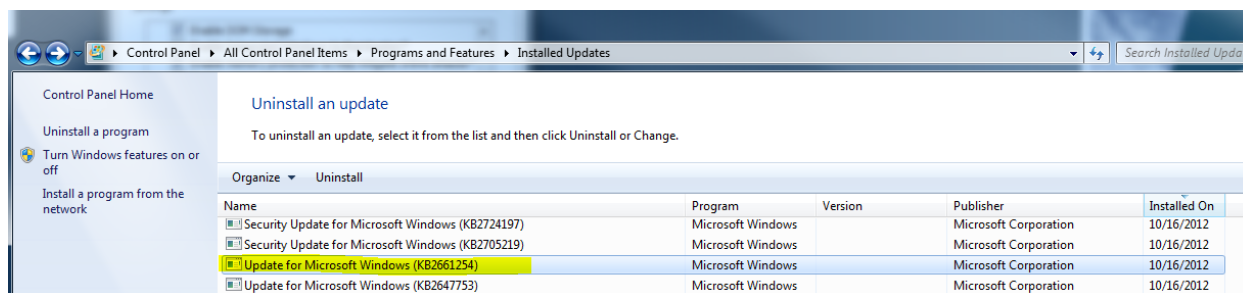 Control Panel ▸ All Control Panel Items ▸ Programs and Features ▸ Installed Updates
Search Installed Upda
Control Panel Home
Uninstall a program
Turn Windows features on or
off
Install a program from the
network
Uninstall an update
To uninstall an update, select it from the list and then click Uninstall or Change.
Organize Uninstall
Name Program Version Publisher Installed On
Security Update for Microsoft Windows (KB2724197) Microsoft Windows Microsoft Corporation 10/16/2012
Security Update for Microsoft Windows (KB2705219) Microsoft Windows Microsoft Corporation 10/16/2012
Update for Microsoft Windows (KB2661254) Microsoft Windows Microsoft Corporation 10/16/2012
Update for Microsoft Windows (KB2647753) Microsoft Windows Microsoft Corporation 10/16/2012